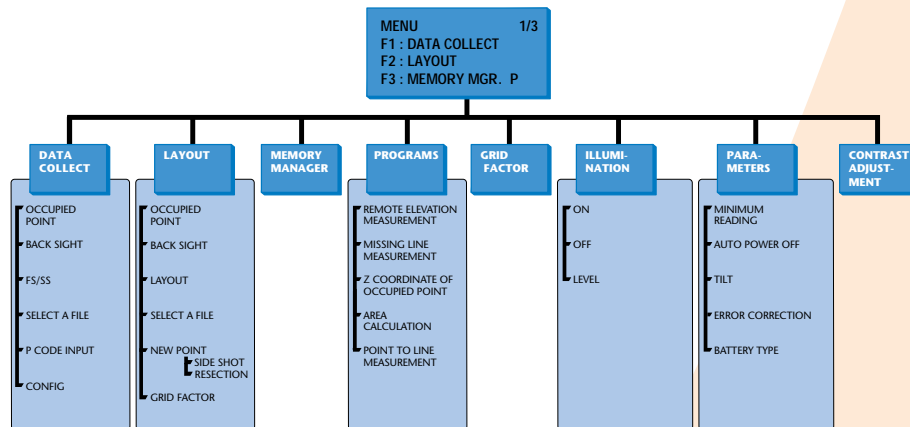 MENU 1/3
F1 : DATA COLLECT
F2 : LAYOUT
F3 : MEMORY MGR. P
DATA
COLLECT
OCCUPIED
POINT
BACK SIGHT
FS/SS
SELECT A FILE
P CODE INPUT
CONFIG
LAYOUT
OCCUPIED
POINT
BACK SIGHT
LAYOUT
SELECT A FILE
NEW POINT
SIDE SHOT
RESECTION
GRID FACTOR
MEMORY
MANAGER
PROGRAMS
REMOTE ELEVATION
MEASUREMENT
MISSING LINE
MEASUREMENT
Z COORDINATE OF
OCCUPIED POINT
AREA
CALCULATION
POINT TO LINE
MEASUREMENT
GRID
FACTOR
ILLUMI-
NATION
ON
OFF
LEVEL
PARA-
METERS
MINIMUM
READING
AUTO POWER OFF
TILT
ERROR CORRECTION
BATTERY TYPE
CONTRAST
ADJUST-
MENT